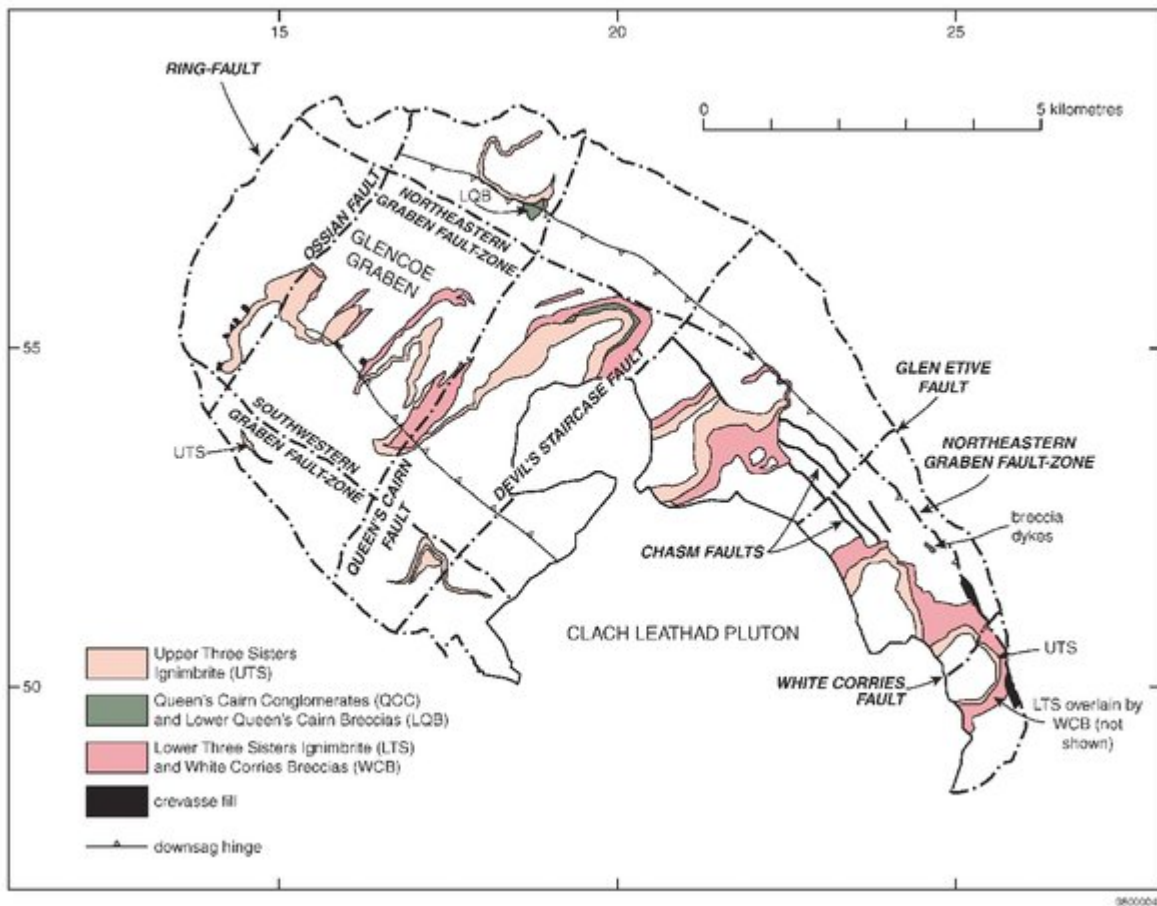 15
20
25
RING-FAULT
0
5 kilometres
OSSIAN FAULT
LQB
NORTHEASTERN
GRABEN FAULT-ZONE
GLENCOE
GRABEN
55
GLEN ETIVE
FAULT
SOUTHWESTERN
GRABEN FAULT-ZONE
DEVIL'S STAIRCASE FAULT
UTS
NORTHEASTERN
GRABEN FAULT-ZONE
QUEEN'S CAIRN
FAULT
breccia
dykes
CHASM FAULTS
CLACH LEATHAD PLUTON
UTS
WHITE CORRIES
FAULT
50
LTS overlain by
WCB (not
shown)
Upper Three Sisters
Ignimbrite (UTS)
Queen's Cairn Conglomerates (QCC)
and Lower Queen's Cairn Breccias (LQB)
Lower Three Sisters Ignimbrite (LTS)
and White Corries Breccias (WCB)
crevasse fill
downsag hinge